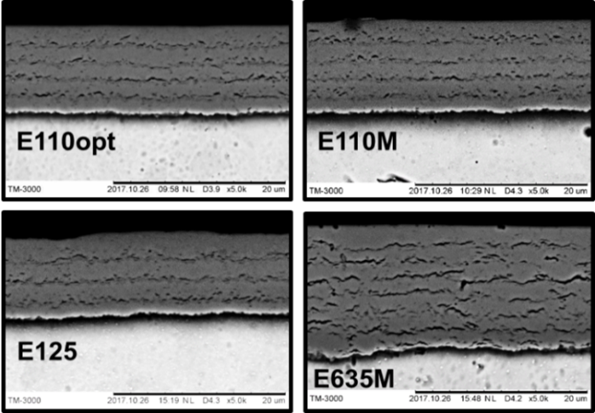 E110opt
TM-3000 2017.10.26 09:58 NL D3.9 x5.0k 20 um
E110M
TM-3000 2017.10.26 10:29 NL D4.3 x5.0k 20 um
E125
TM-3000 2017.10.26 15:19 NL D4.3 x5.0k 20 um
E635M
TM-3000 2017.10.26 15:48 NL D4.2 x5.0k 20 um